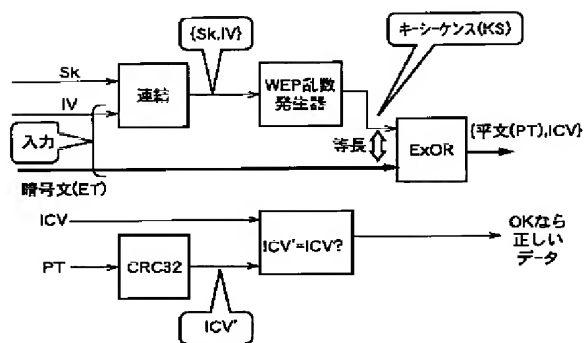 {Sk,IV}
キーシーケンス(KS)
Sk
連結
WEP乱数
発生器
IV
入力
等長
ExOR
{平文(PT),ICV}
暗号文(ET)
ICV
ICV'=ICV?
OKなら
正しい
データ
PT
CRC32
ICV'